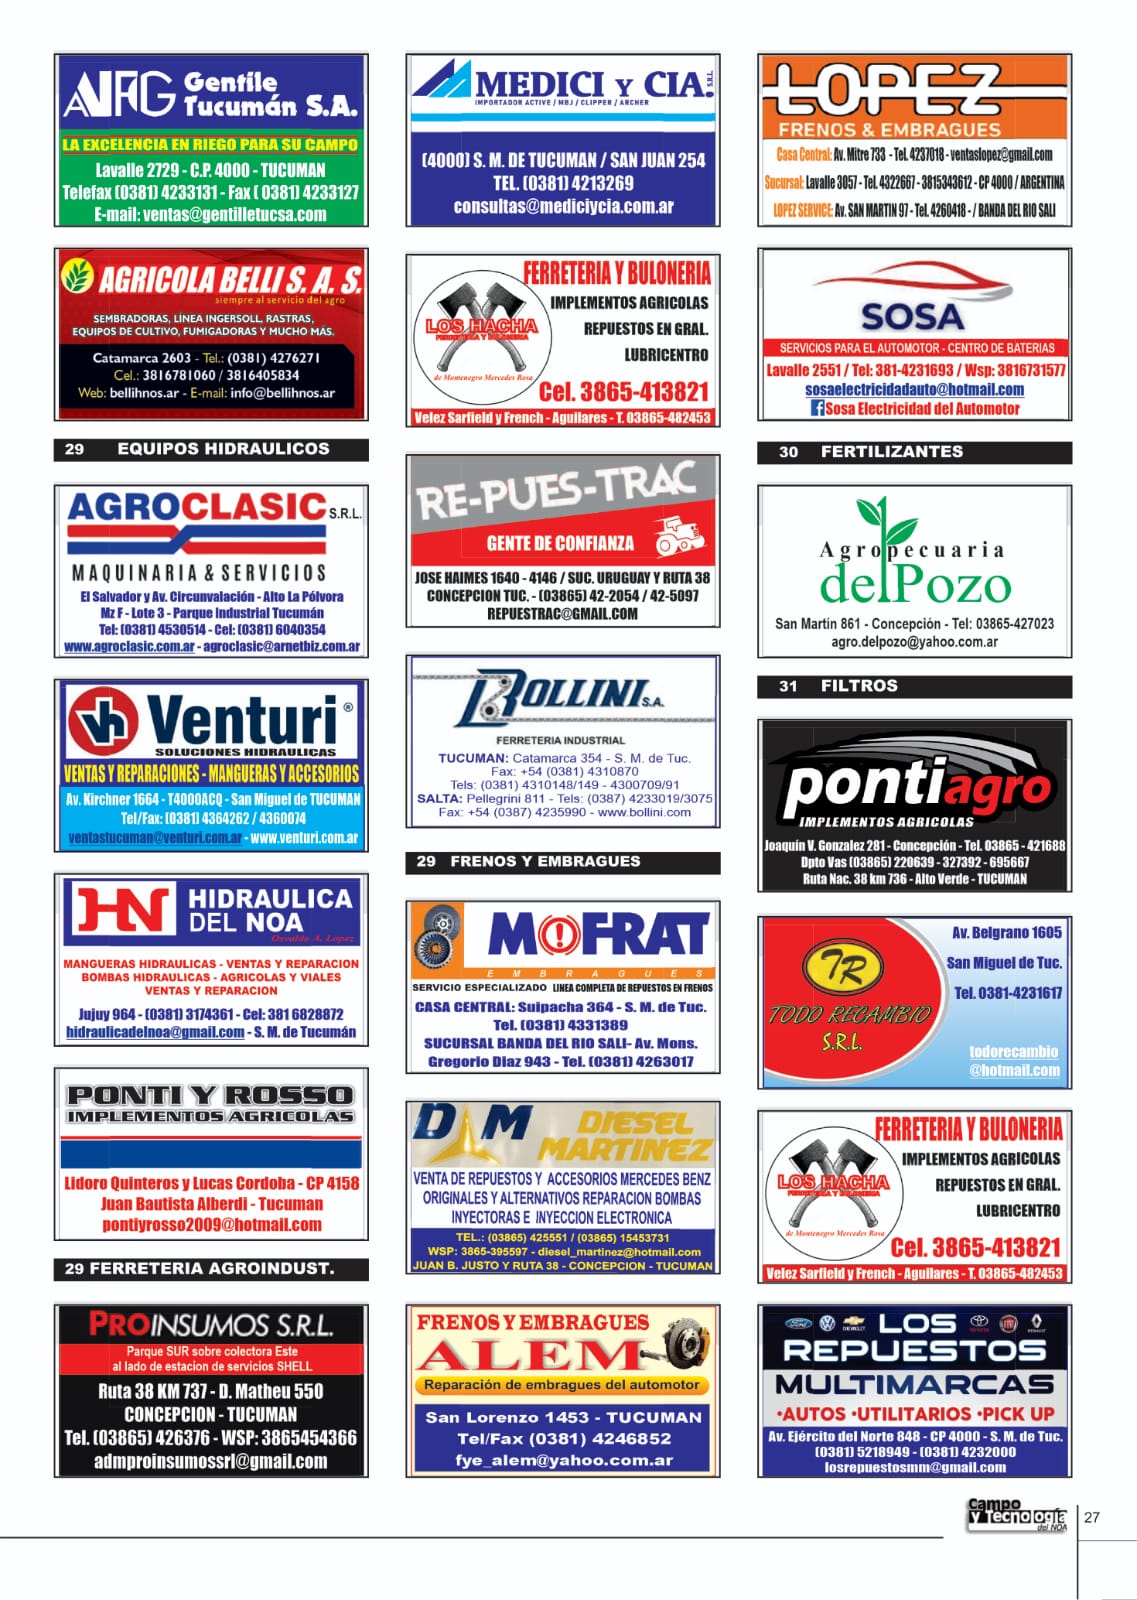 AIFG Gentile
Tucumán S.A.
LA EXCELENCIA EN RIEGO PARA SU CAMPO
Lavalle 2729 - C.P. 4000 - TUCUMAN
Telefax (0381) 4233131 - Fax ( 0381) 4233127
E-mail: ventas@gentilletucsa.com
AGRICOLA BELLI S. A. S.
siempre al servicio del agro
SEMBRADORAS, LÍNEA INGERSOLL, RASTRAS,
EQUIPOS DE CULTIVO, FUMIGADORAS Y MUCHO MÁS.
Catamarca 2603 - Tel.: (0381) 4276271
Cel.: 3816781060 / 3816405834
Web: bellihnos.ar - E-mail: info@bellihnos.ar
29 EQUIPOS HIDRAULICOS
AGROCLASIC S.R.L.
MAQUINARIA & SERVICIOS
El Salvador y Av. Circunvalación - Alto La Pólvora
Mz F - Lote 3 - Parque Industrial Tucumán
Tel: (0381) 4530514 - Cel: (0381) 6040354
www.agroclasic.com.ar - agroclasic@arnetbiz.com.ar
vh Venturi ®
SOLUCIONES HIDRAULICAS
VENTAS Y REPARACIONES - MANGUERAS Y ACCESORIOS
Av. Kirchner 1664 - T4000ACQ - San Miguel de TUCUMAN
Tel/Fax: (0381) 4364262 / 4360074
ventastucuman@venturi.com.ar - www.venturi.com.ar
HN HIDRAULICA
DEL NOA
Osvaldo A. Lopez
MANGUERAS HIDRAULICAS - VENTAS Y REPARACION
BOMBAS HIDRAULICAS - AGRICOLAS Y VIALES
VENTAS Y REPARACION
Jujuy 964 - (0381) 3174361 - Cel: 381 6828872
hidraulicadelnoa@gmail.com - S. M. de Tucumán
PONTI Y ROSSO
IMPLEMENTOS AGRICOLAS
Lidoro Quinteros y Lucas Cordoba - CP 4158
Juan Bautista Alberdi - Tucuman
pontiyrosso2009@hotmail.com
29 FERRETERIA AGROINDUST.
PROINSUMOS S.R.L.
Parque SUR sobre colectora Este
al lado de estacion de servicios SHELL
Ruta 38 KM 737 - D. Matheu 550
CONCEPCION - TUCUMAN
Tel. (03865) 426376 - WSP: 3865454366
admproinsumossrl@gmail.com
MEDICI Y CIA. S.R.L.
IMPORTADOR ACTIVE / MBJ / CLIPPER / ARCHER
(4000) S. M. DE TUCUMAN / SAN JUAN 254
TEL. (0381) 4213269
consultas@mediciycia.com.ar
FERRETERIA Y BULONERIA
IMPLEMENTOS AGRICOLAS
REPUESTOS EN GRAL.
LUBRICENTRO
LOS HACHA
FERRETERIA Y BULONERIA
de Montenegro Mercedes Rosa
Cel. 3865-413821
Velez Sarfield y French - Aguilares - T. 03865-482453
RE-PUES-TRAC
GENTE DE CONFIANZA
JOSE HAIMES 1640 - 4146 / SUC. URUGUAY Y RUTA 38
CONCEPCION TUC. - (03865) 42-2054 / 42-5097
REPUESTRAC@GMAIL.COM
BOLLINI S.A.
FERRETERIA INDUSTRIAL
TUCUMAN: Catamarca 354 - S. M. de Tuc.
Fax: +54 (0381) 4310870
Tels: (0381) 4310148/149 - 4300709/91
SALTA: Pellegrini 811 - Tels: (0387) 4233019/3075
Fax: +54 (0387) 4235990 - www.bollini.com
29 FRENOS Y EMBRAGUES
MOFRAT
EMBRAGUES
SERVICIO ESPECIALIZADO LINEA COMPLETA DE REPUESTOS EN FRENOS
CASA CENTRAL: Suipacha 364 - S. M. de Tuc.
Tel. (0381) 4331389
SUCURSAL BANDA DEL RIO SALI- Av. Mons.
Gregorio Diaz 943 - Tel. (0381) 4263017
DM DIESEL
MARTINEZ
VENTA DE REPUESTOS Y ACCESORIOS MERCEDES BENZ
ORIGINALES Y ALTERNATIVOS REPARACION BOMBAS
INYECTORAS E INYECCION ELECTRONICA
TEL.: (03865) 425551 / (03865) 15453731
WSP: 3865-395597 - diesel_martinez@hotmail.com
JUAN B. JUSTO Y RUTA 38 - CONCEPCION - TUCUMAN
FRENOS Y EMBRAGUES
ALEM
Reparación de embragues del automotor
San Lorenzo 1453 - TUCUMAN
Tel/Fax (0381) 4246852
fye_alem@yahoo.com.ar
LOPEZ
FRENOS & EMBRAGUES
Casa Central: Av. Mitre 733 - Tel. 4237018 - ventaslopez@gmail.com
Sucursal: Lavalle 3057 - Tel. 4322667 - 3815343612 - CP 4000 / ARGENTINA
LOPEZ SERVICE: Av. SAN MARTIN 97 - Tel. 4260418 - / BANDA DEL RIO SALI
SOSA
SERVICIOS PARA EL AUTOMOTOR - CENTRO DE BATERIAS
Lavalle 2551 / Tel: 381-4231693 / Wsp: 3816731577
sosaelectricidadauto@hotmail.com
f Sosa Electricidad del Automotor
30 FERTILIZANTES
Agropecuaria
delPozo
San Martin 861 - Concepción - Tel: 03865-427023
agro.delpozo@yahoo.com.ar
31 FILTROS
pontiagro
IMPLEMENTOS AGRICOLAS
Joaquín V. Gonzalez 281 - Concepción - Tel. 03865 - 421688
Dpto Vas (03865) 220639 - 327392 - 695667
Ruta Nac. 38 km 736 - Alto Verde - TUCUMAN
TR
TODO RECAMBIO
S.R.L.
Av. Belgrano 1605
San Miguel de Tuc.
Tel. 0381-4231617
todorecambio
@hotmail.com
FERRETERIA Y BULONERIA
IMPLEMENTOS AGRICOLAS
REPUESTOS EN GRAL.
LUBRICENTRO
LOS HACHA
FERRETERIA Y BULONERIA
de Montenegro Mercedes Rosa
Cel. 3865-413821
Velez Sarfield y French - Aguilares - T. 03865-482453
Ford CHEVROLET TOYOTA FIAT RENAULT
LOS
REPUESTOS
MULTIMARCAS
•AUTOS •UTILITARIOS •PICK UP
Av. Ejército del Norte 848 - CP 4000 - S. M. de Tuc.
(0381) 5218949 - (0381) 4232000
losrepuestosmm@gmail.com
Campo
y Tecnología
del NOA
27